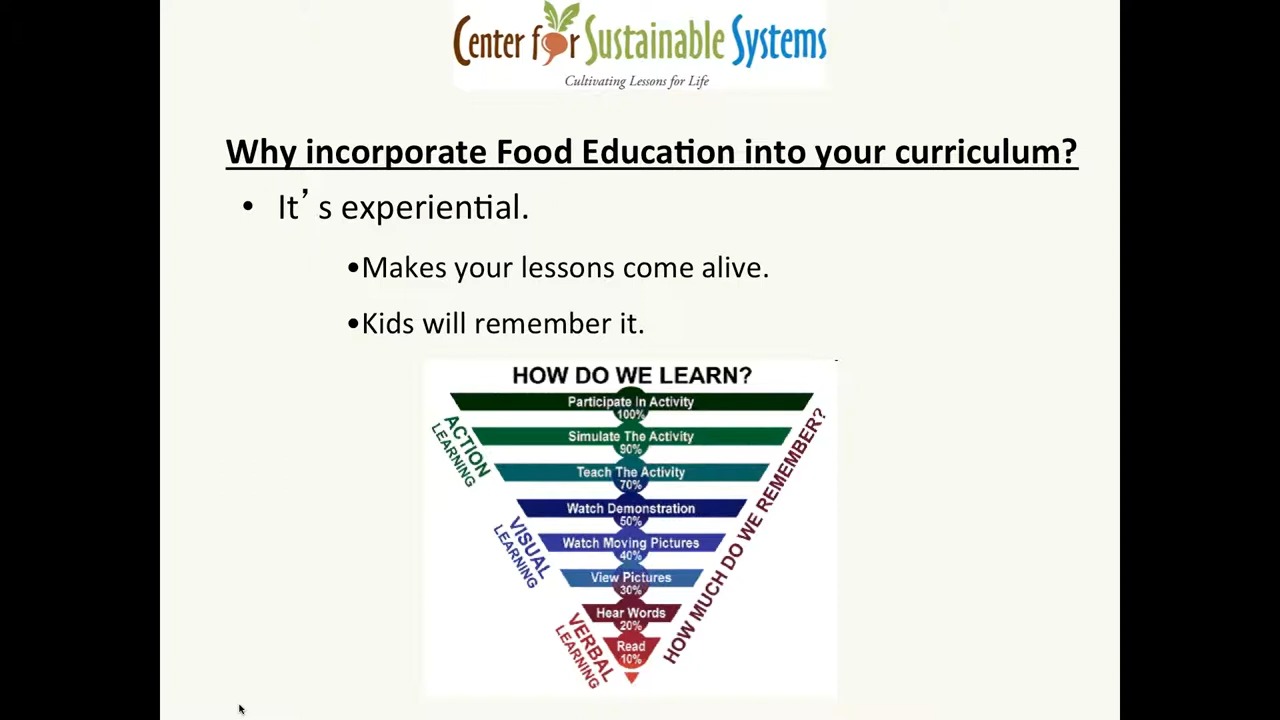 Center for Sustainable Systems
Cultivating Lessons for Life
Why incorporate Food Education into your curriculum?
• It’s experiential.
•Makes your lessons come alive.
•Kids will remember it.
HOW DO WE LEARN?
Participate In Activity
100%
Simulate The Activity
90%
Teach The Activity
70%
Watch Demonstration
50%
Watch Moving Pictures
40%
View Pictures
30%
Hear Words
20%
Read
10%
ACTION
LEARNING
VISUAL
LEARNING
VERBAL
LEARNING
HOW MUCH DO WE REMEMBER?